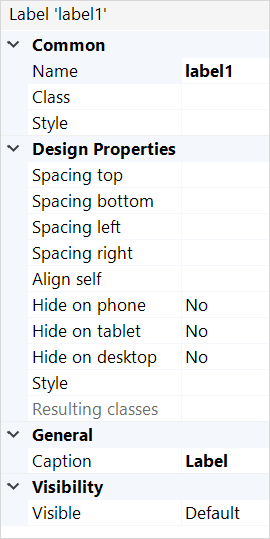 Label 'label1'
Common
Name label1
Class
Style
Design Properties
Spacing top
Spacing bottom
Spacing left
Spacing right
Align self
Hide on phone No
Hide on tablet No
Hide on desktop No
Style
Resulting classes
General
Caption Label
Visibility
Visible Default